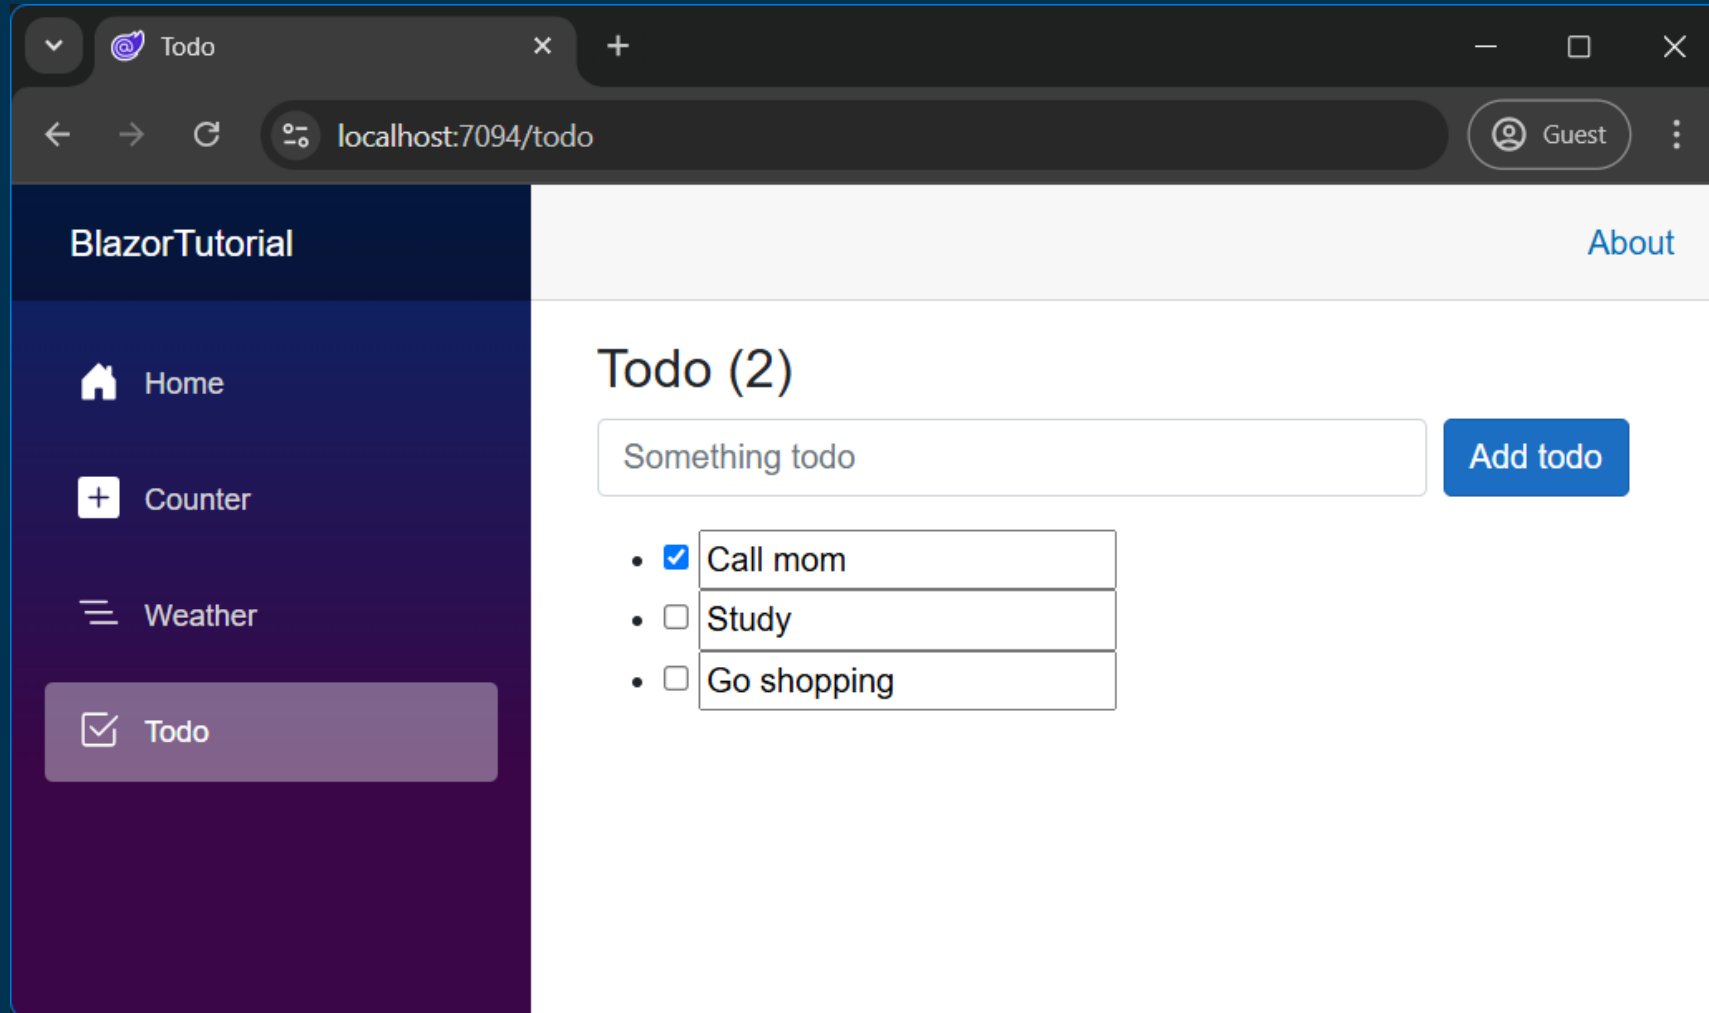 Todo
localhost:7094/todo
Guest
BlazorTutorial
About
Home
Counter
Weather
Todo
Todo (2)
Something todo
Add todo
Call mom
Study
Go shopping